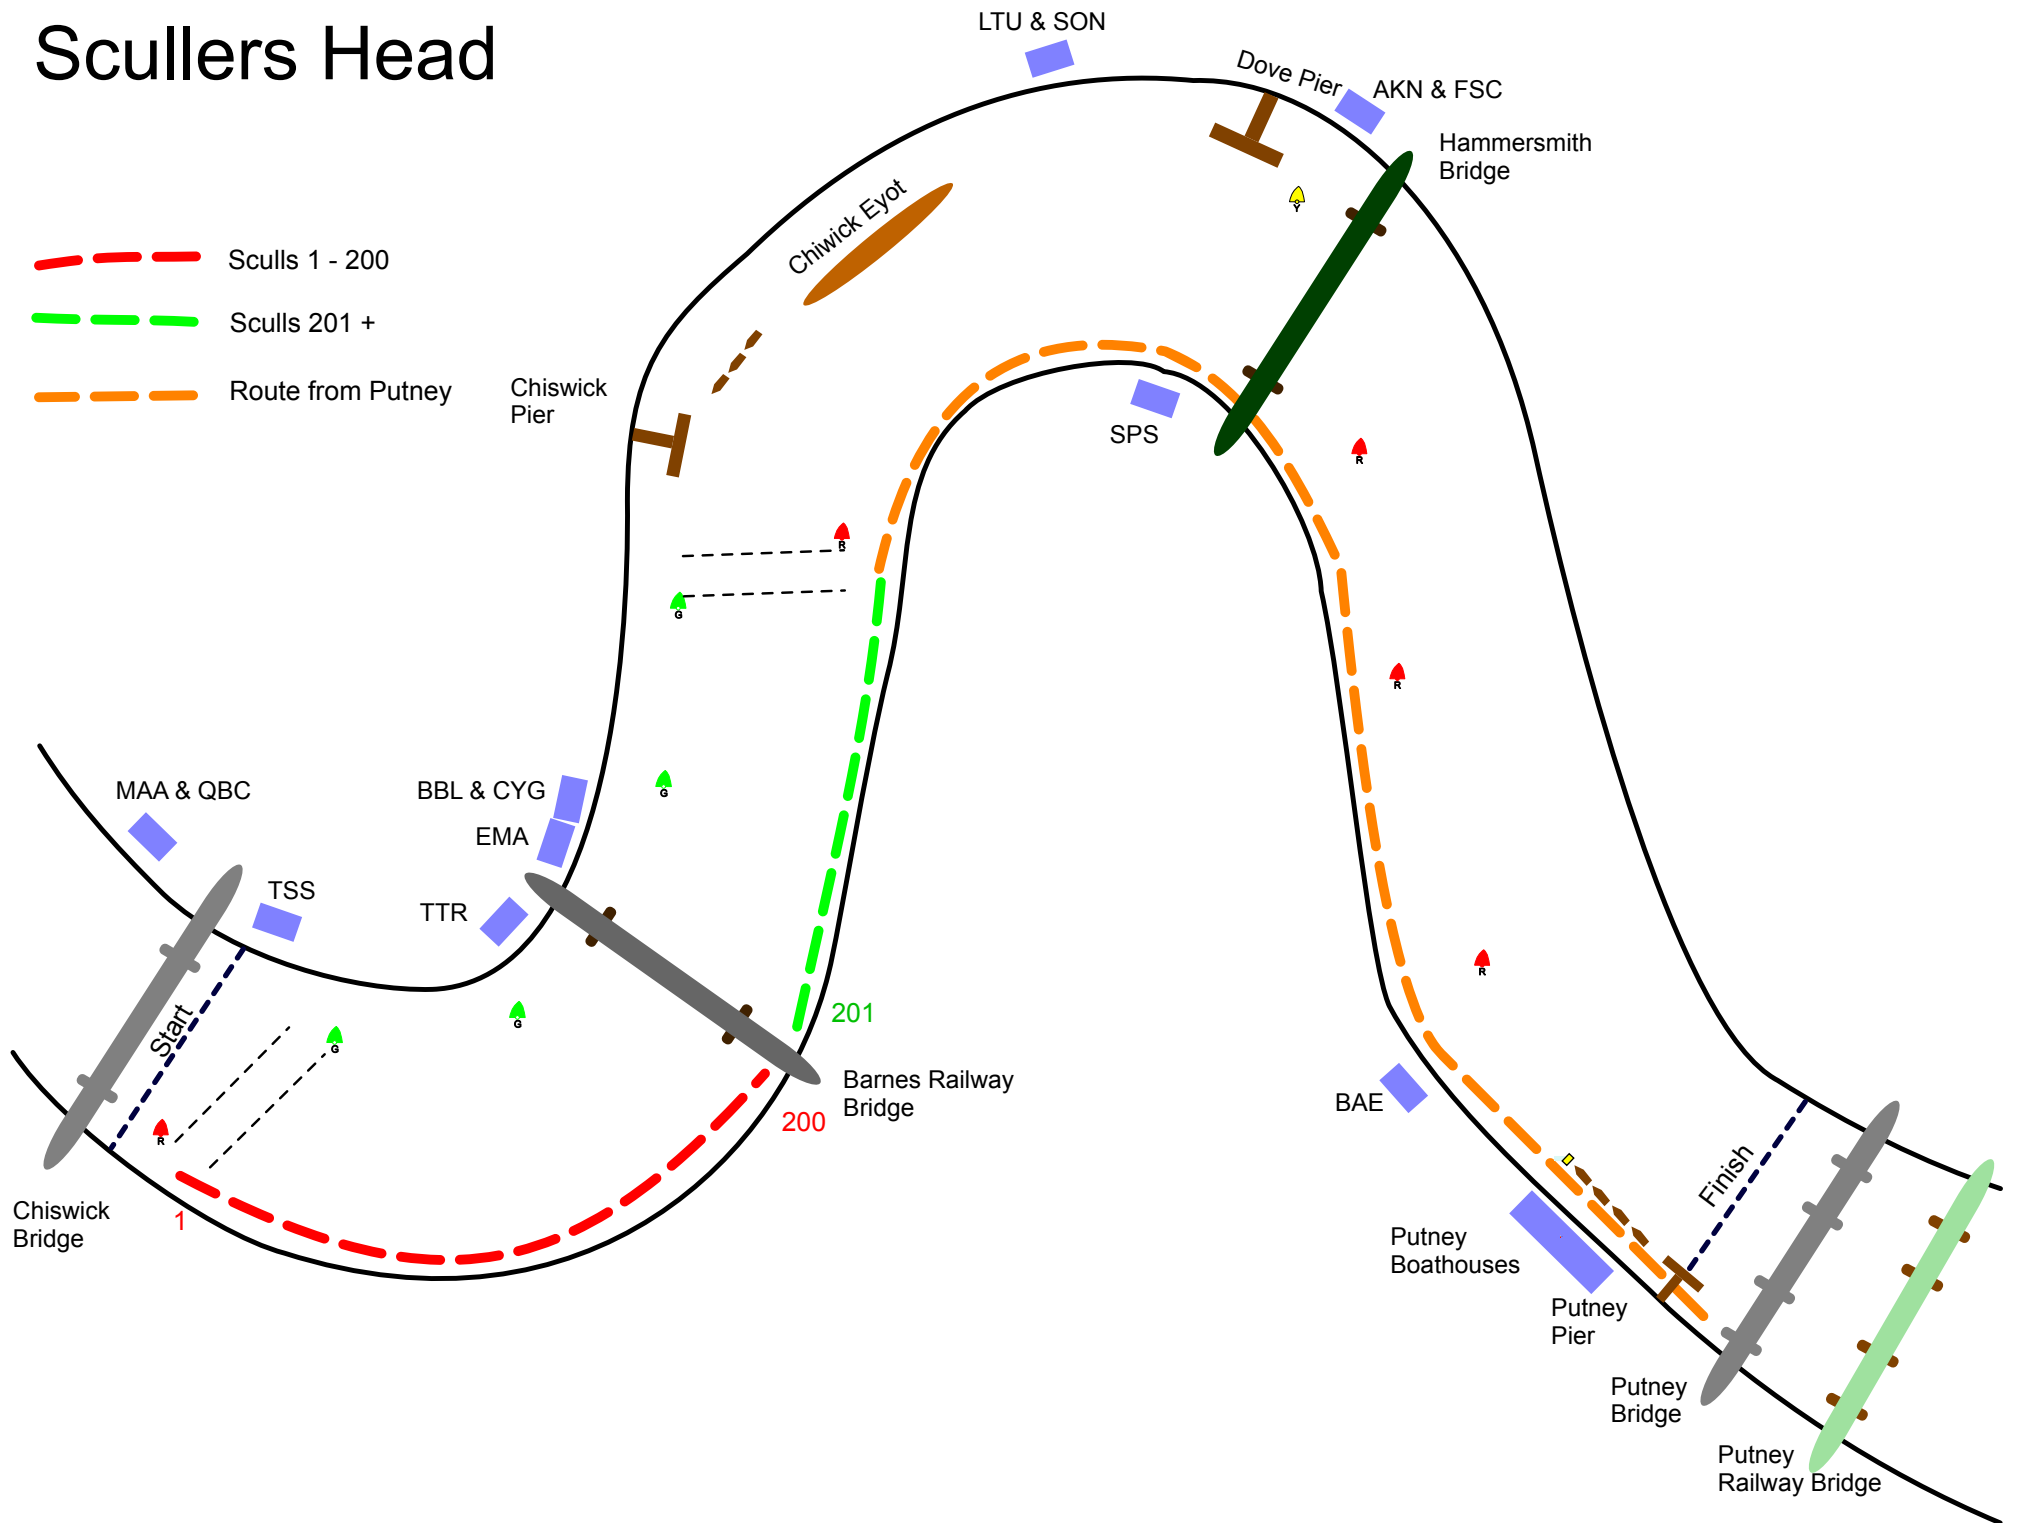 Scullers Head
LTU & SON
Dove Pier
AKN & FSC
Hammersmith
Bridge
Y
Chiwick Eyot
Sculls 1 - 200
Sculls 201 +
Route from Putney
Chiswick
Pier
SPS
R
R
G
R
MAA & QBC
BBL & CYG
G
EMA
TSS
TTR
R
Start
G
G
201
R
Barnes Railway
Bridge
200
BAE
Chiswick
Bridge
1
Finish
Putney
Boathouses
Putney
Pier
Putney
Bridge
Putney
Railway Bridge